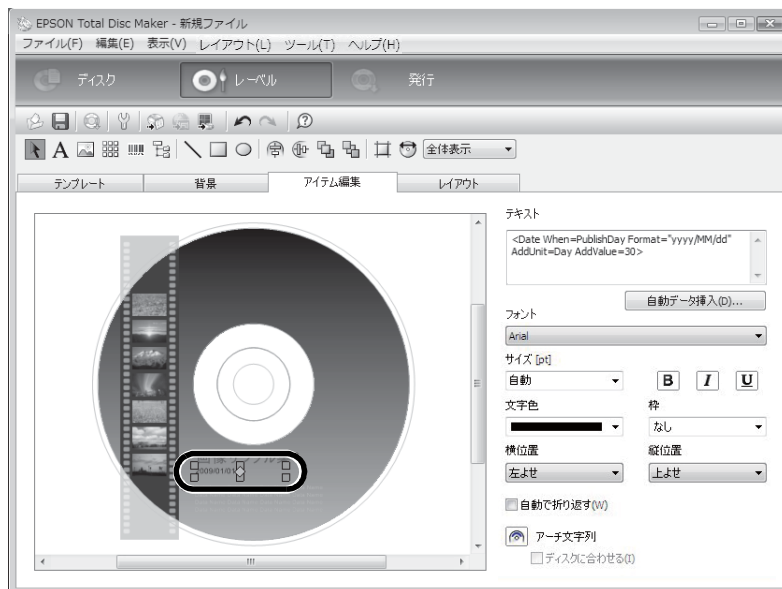 EPSON Total Disc Maker - 新規ファイル
ファイル(F) 編集(E) 表示(V) レイアウト(L) ツール(T) ヘルプ(H)
ディスク レーベル 発行
全体表示
テンプレート 背景 アイテム編集 レイアウト
テキスト
<Date When=PublishDay Format="yyyy/MM/dd"
AddUnit=Day AddValue=30>
自動データ挿入(D)...
フォント
Arial
サイズ [pt]
自動 B I U
文字色 枠
なし
横位置 縦位置
左よせ 上よせ
自動で折り返す(W)
アーチ文字列
ディスクに合わせる(I)
009/01/01